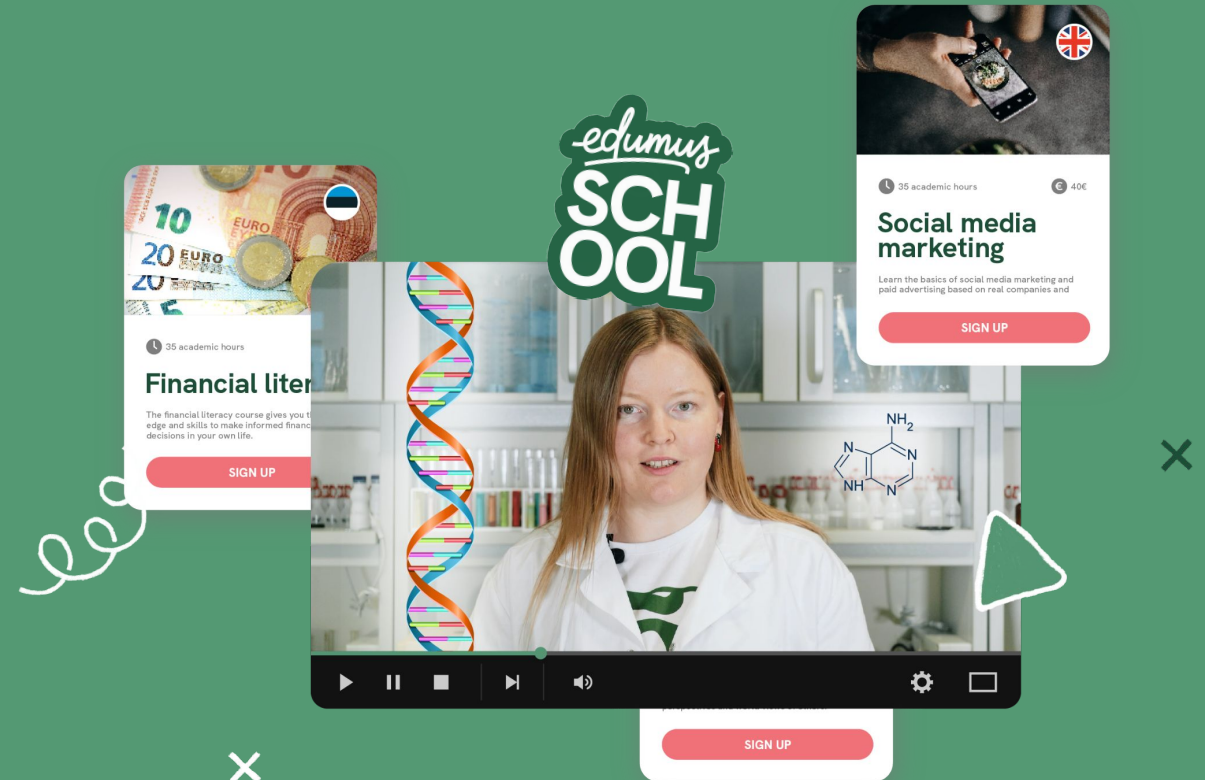 edumus
SCH
OOL
10
EURO
20 EURO
20
5
35 academic hours
Financial liter
The financial literacy course gives you t
edge and skills to make informed financ
decisions in your own life.
SIGN UP
35 academic hours
40€
Social media
marketing
Learn the basics of social media marketing and
paid advertising based on real companies and
SIGN UP
NH2
N
N
NH
N
SIGN UP